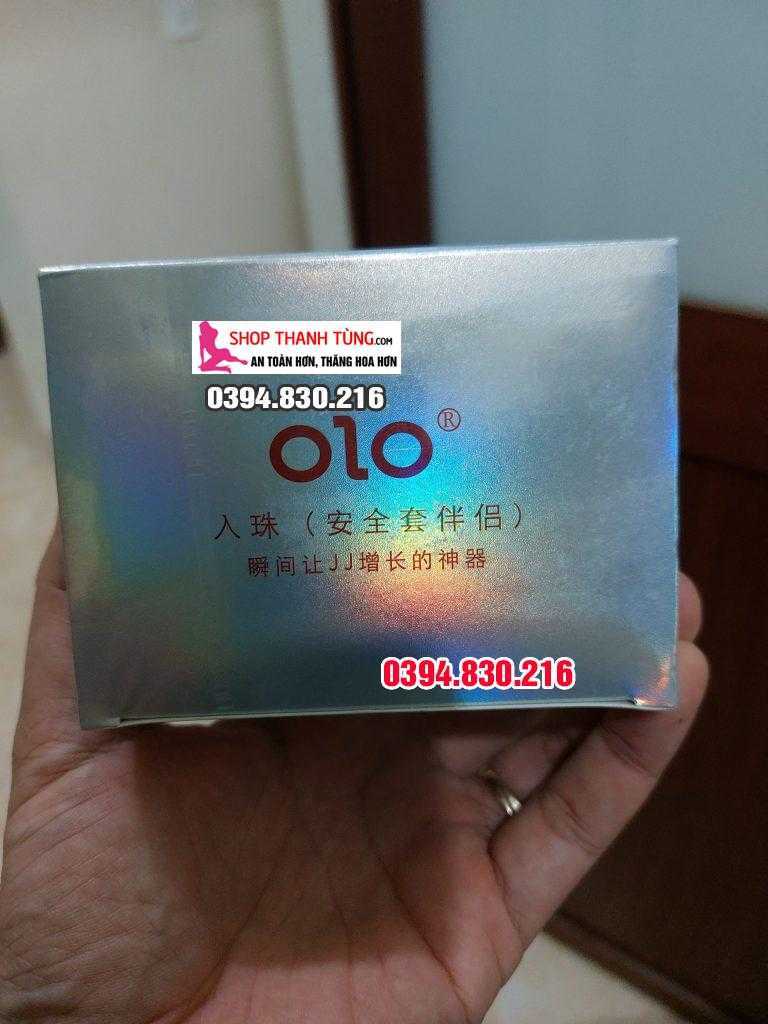 SHOP THANH TÙNG.COM
AN TOÀN HƠN, THĂNG HOA HƠN
0394.830.216
olo®
入珠（安全套伴侣）
瞬间让JJ增长的神器
0394.830.216